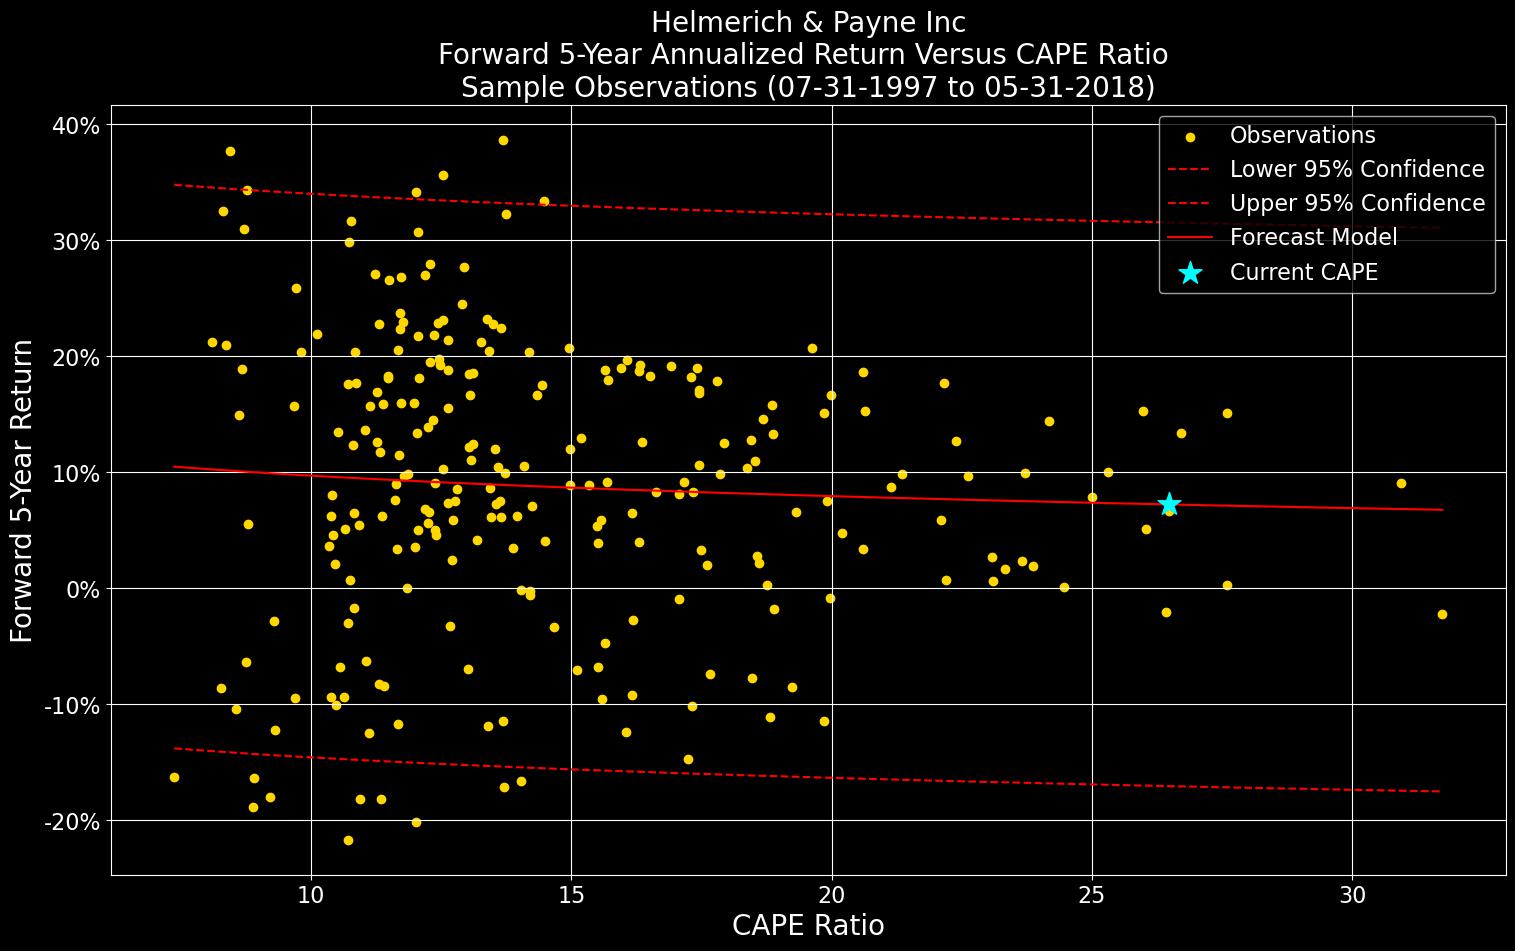 Helmerich & Payne Inc
Forward 5-Year Annualized Return Versus CAPE Ratio
Sample Observations (07-31-1997 to 05-31-2018)
Observations
Lower 95% Confidence
Upper 95% Confidence
Forecast Model
Current CAPE
Forward 5-Year Return
40%
30%
20%
10%
0%
-10%
-20%
10
15
20
25
30
CAPE Ratio